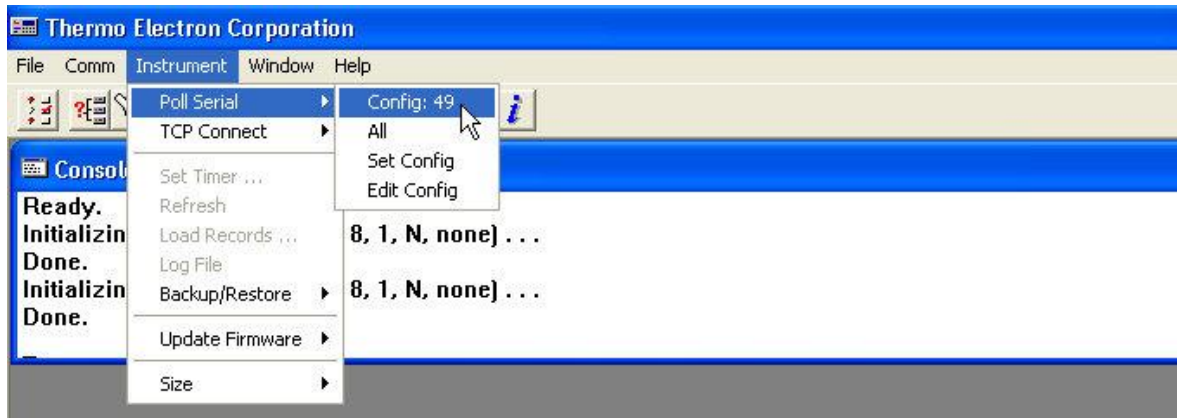 Thermo Electron Corporation
File Comm Instrument Window Help
Poll Serial
TCP Connect
Set Timer ...
Refresh
Load Records ...
Log File
Backup/Restore
Update Firmware
Size
Config: 49
All
Set Config
Edit Config
Consol
Ready.
Initializin 8, 1, N, none) . . .
Done.
Initializin 8, 1, N, none) . . .
Done.